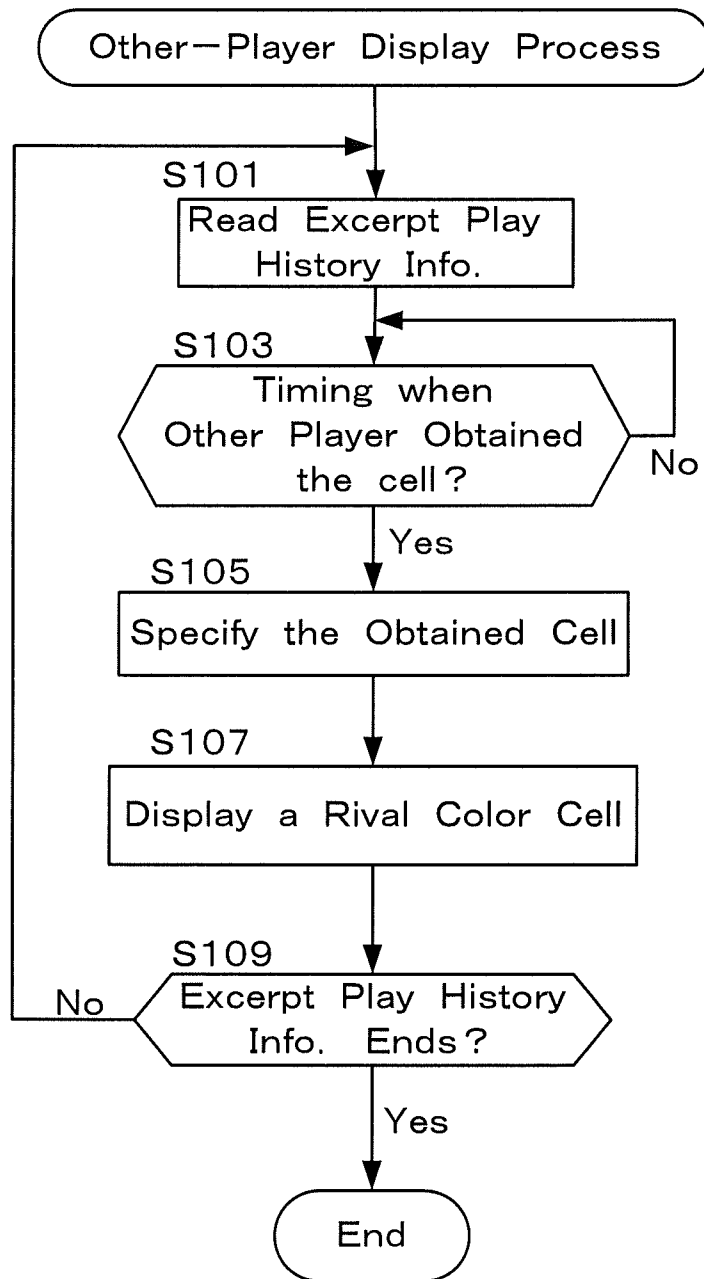 Other-Player Display Process
S101
Read Excerpt Play
History Info.
S103
Timing when
Other Player Obtained
the cell?
No
Yes
S105
Specify the Obtained Cell
S107
Display a Rival Color Cell
S109
No
Excerpt Play History
Info. Ends?
Yes
End